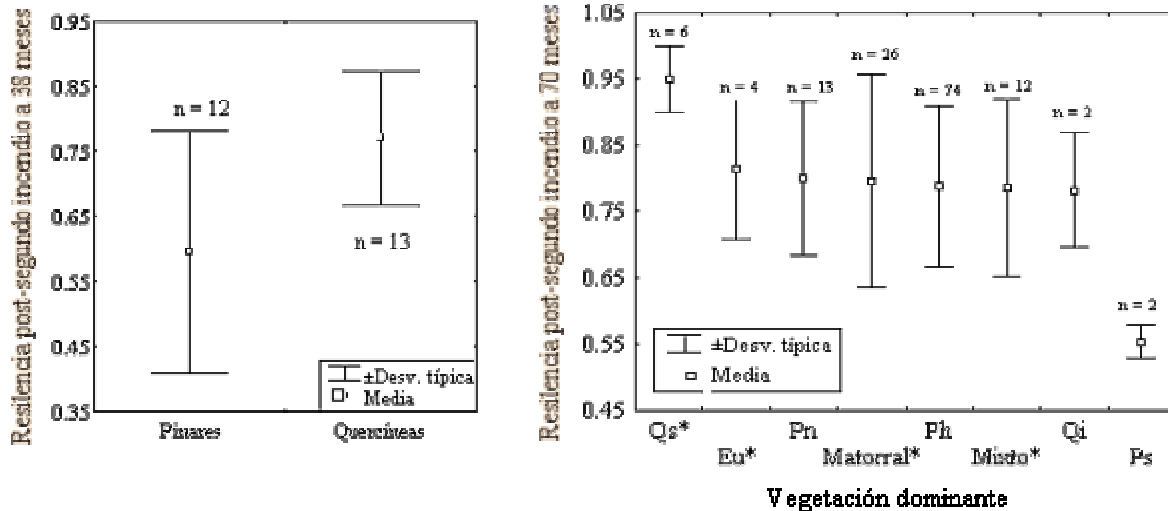 Resilencia post-segundo incendio a 38 meses
0.95
0.85
0.75
0.65
0.55
0.45
0.35
n = 12
n = 13
±Desv. típica
Media
Pinares
Quercíneas
Resilencia post-segundo incendio a 70 meses
1.05
0.95
0.85
0.75
0.65
0.55
0.45
n = 6
n = 4
n = 13
n = 26
n = 74
n = 12
n = 2
n = 2
±Desv. típica
Media
Qs*
Eu*
Pn
Matorral*
Ph
Mixto*
Qi
Ps
Vegetación dominante